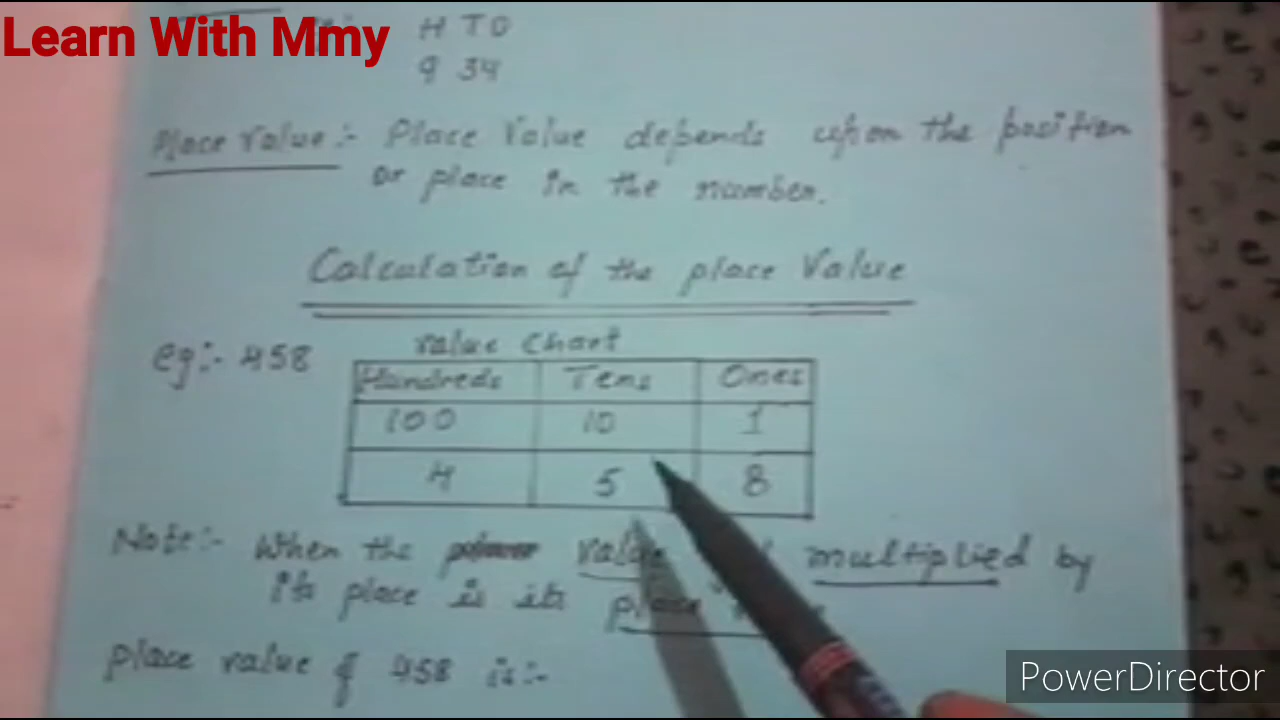 Learn With Mmy
H T O
9 34
Place Value :- Place Value depends upon the position
or place in the number.
Calculation of the place Value
Value Chart
eg:- 458
Hundreds Tens Ones
100 10 1
4 5 8
Note:- When the value multiplied by
its place is its place
place value of 458 is:-
PowerDirector